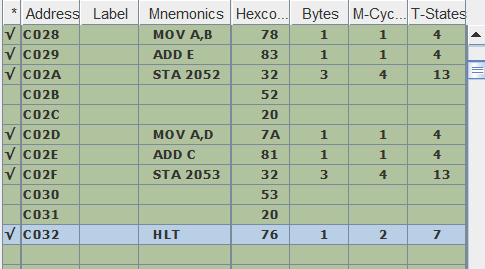 * Address Label Mnemonics Hexco... Bytes M-Cyc... T-States
√ C028 MOV A,B 78 1 1 4
√ C029 ADD E 83 1 1 4
√ C02A STA 2052 32 3 4 13
C02B 52
C02C 20
√ C02D MOV A,D 7A 1 1 4
√ C02E ADD C 81 1 1 4
√ C02F STA 2053 32 3 4 13
C030 53
C031 20
√ C032 HLT 76 1 2 7